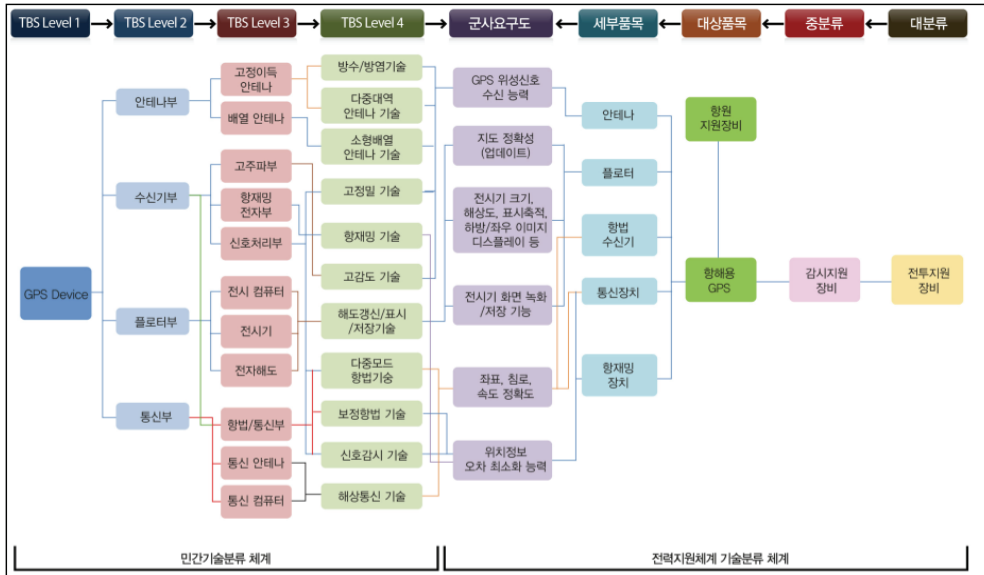 TBS Level 1
TBS Level 2
TBS Level 3
TBS Level 4
군사요구도
세부품목
대상품목
중분류
대분류
GPS Device
안테나부
수신기부
플로터부
통신부
고정이득
안테나
배열 안테나
고주파부
항재밍
전자부
신호처리부
전시 컴퓨터
전시기
전자해도
항법/통신부
통신 안테나
통신 컴퓨터
방수/방염기술
다중대역
안테나 기술
소형배열
안테나 기술
고정밀 기술
항재밍 기술
고감도 기술
해도갱신/표시
/저장기술
다중모드
항법기숭
보정항법 기술
신호감시 기술
해상통신 기술
GPS 위성신호
수신 능력
지도 정확성
(업데이트)
전시기 크기,
해상도, 표시축적,
하방/좌우 이미지
디스플레이 등
전시기 화면 녹화
/저장 기능
좌표, 침로,
속도 정확도
위치정보
오차 최소화 능력
안테나
플로터
항법
수신기
통신장치
항재밍
장치
항원
지원장비
항해용
GPS
감시지원
장비
전투지원
장비
민간기술분류 체계
전력지원체계 기술분류 체계